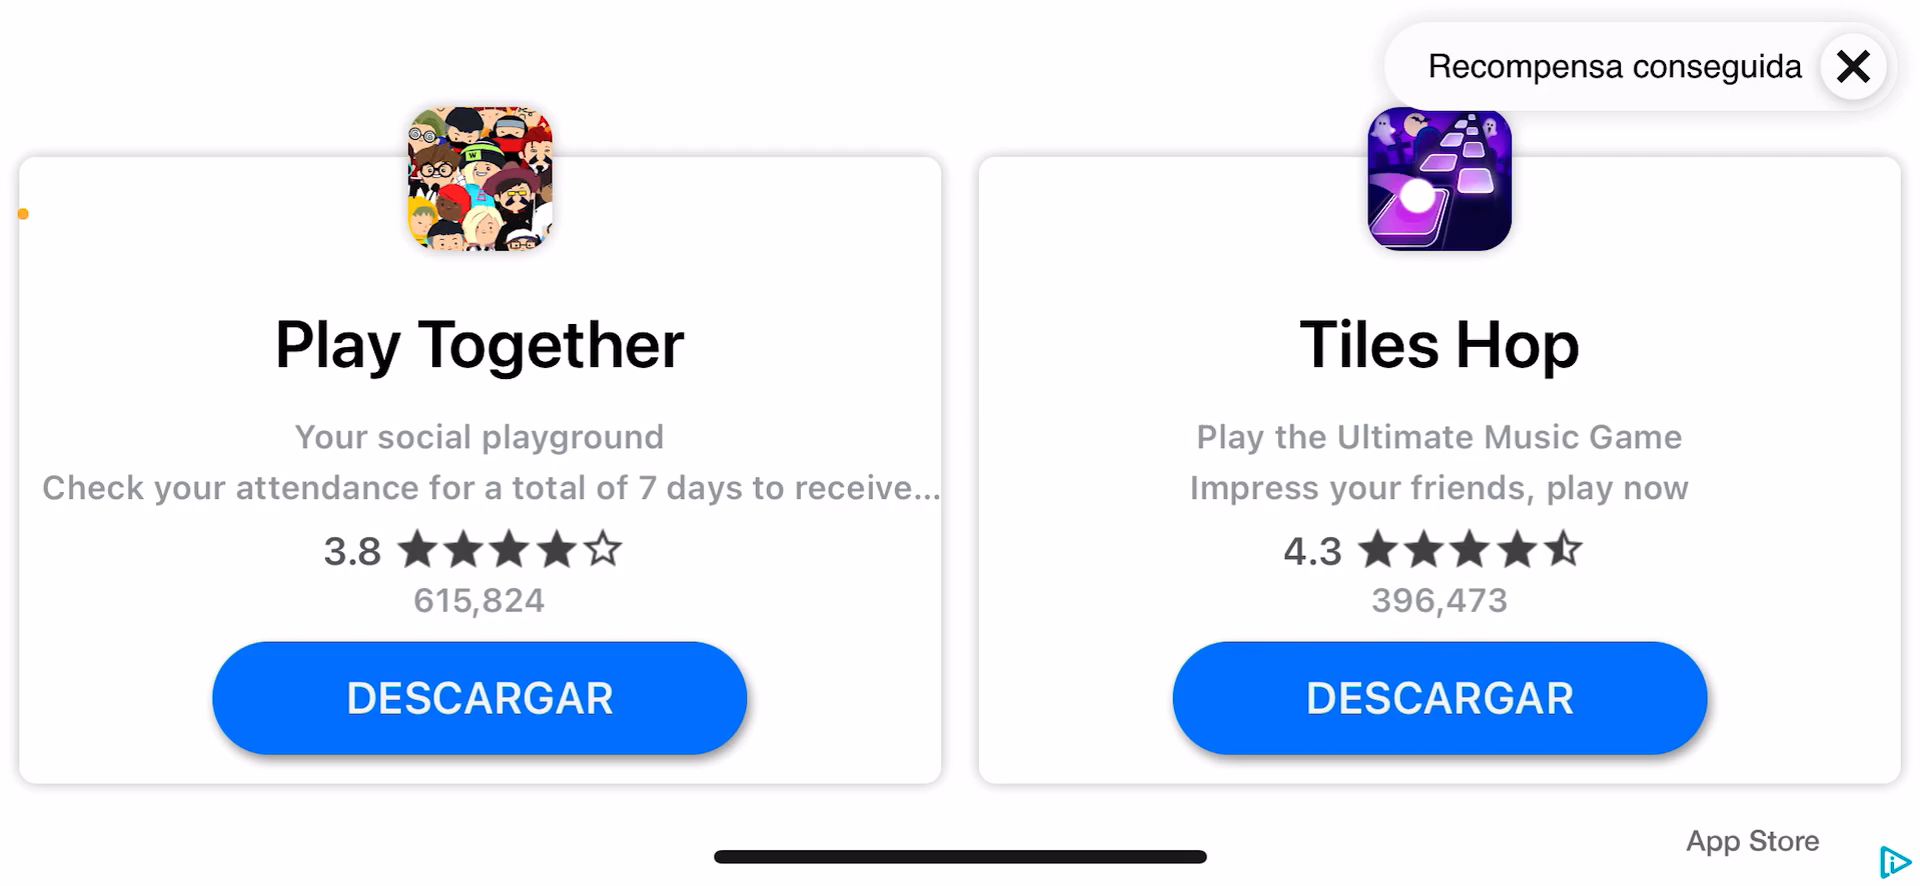 Recompensa conseguida
Play Together
Your social playground
Check your attendance for a total of 7 days to receive...
3.8
615,824
DESCARGAR
Tiles Hop
Play the Ultimate Music Game
Impress your friends, play now
4.3
396,473
DESCARGAR
App Store